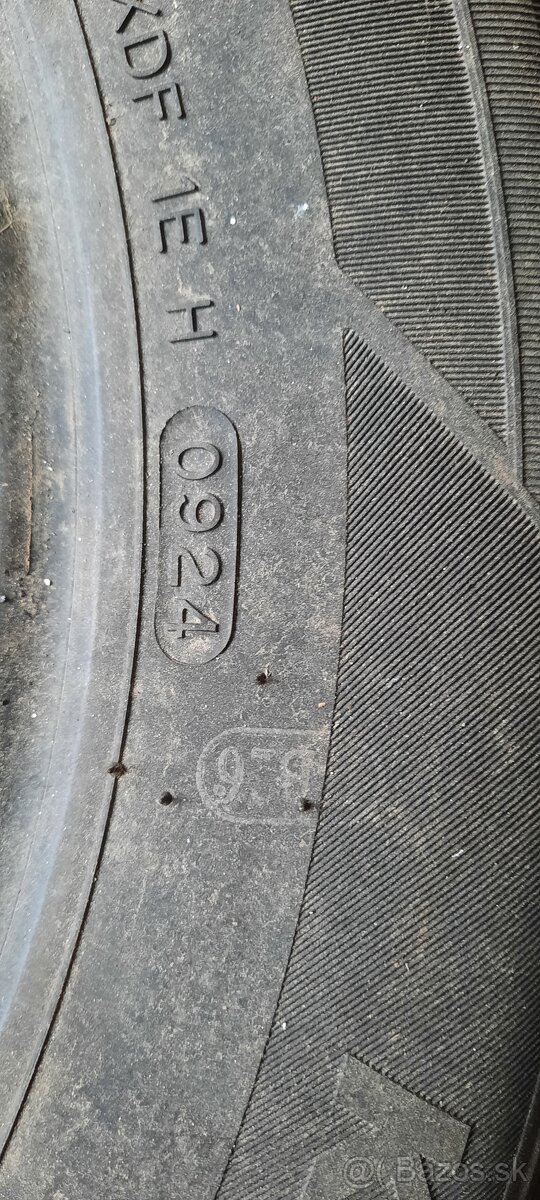 XDF 1E H
0924
Bazos.sk